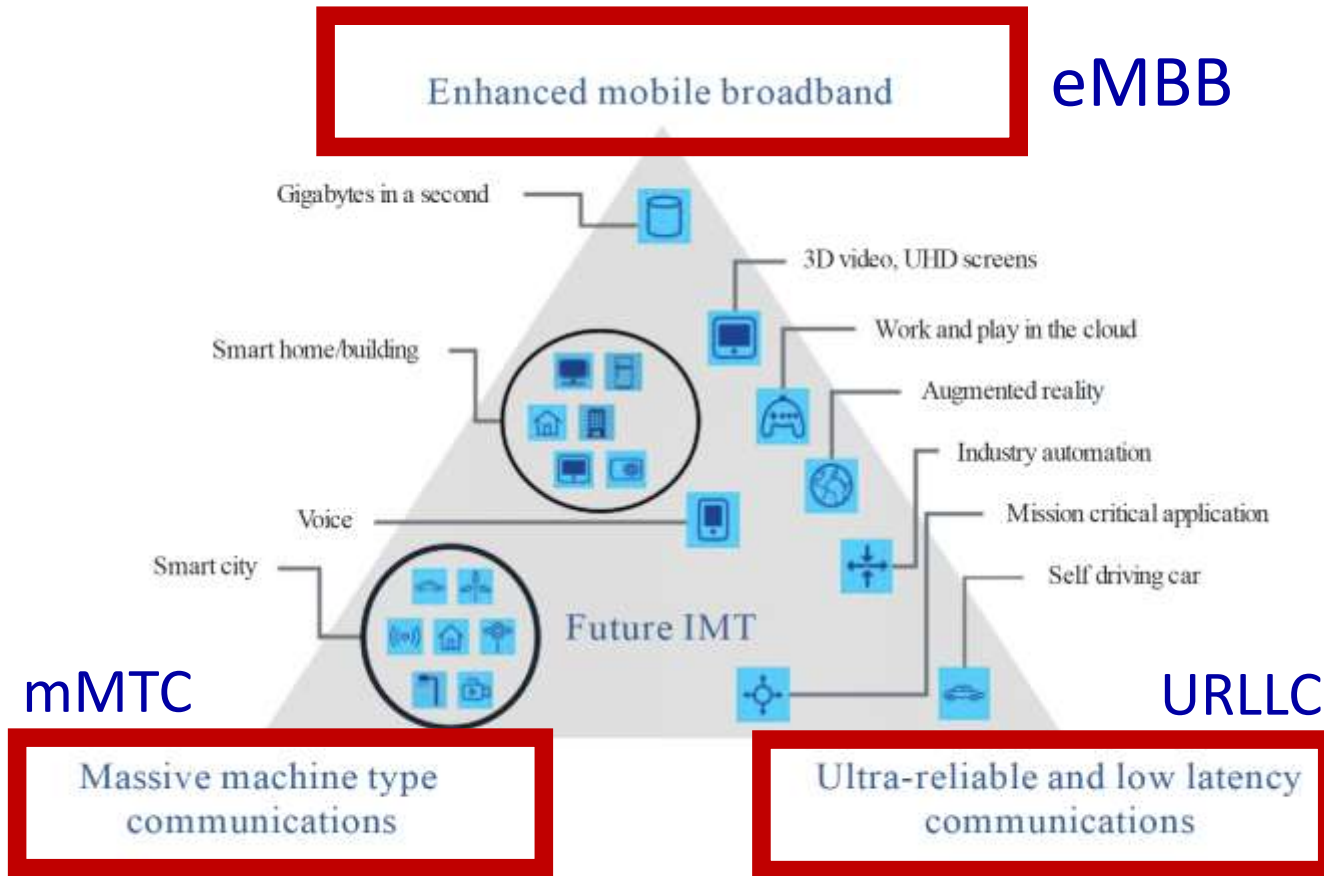 Enhanced mobile broadband
eMBB
Gigabytes in a second
3D video, UHD screens
Smart home/building
Work and play in the cloud
Augmented reality
Industry automation
Voice
Mission critical application
Smart city
Self driving car
Future IMT
mMTC
URLLC
Massive machine type
communications
Ultra-reliable and low latency
communications